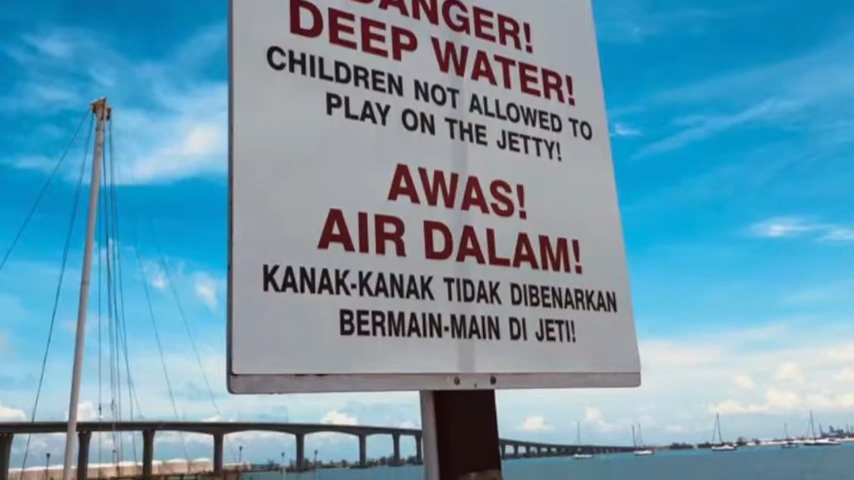 DANGER!
DEEP WATER!
CHILDREN NOT ALLOWED TO
PLAY ON THE JETTY!
AWAS!
AIR DALAM!
KANAK-KANAK TIDAK DIBENARKAN
BERMAIN-MAIN DI JETI!